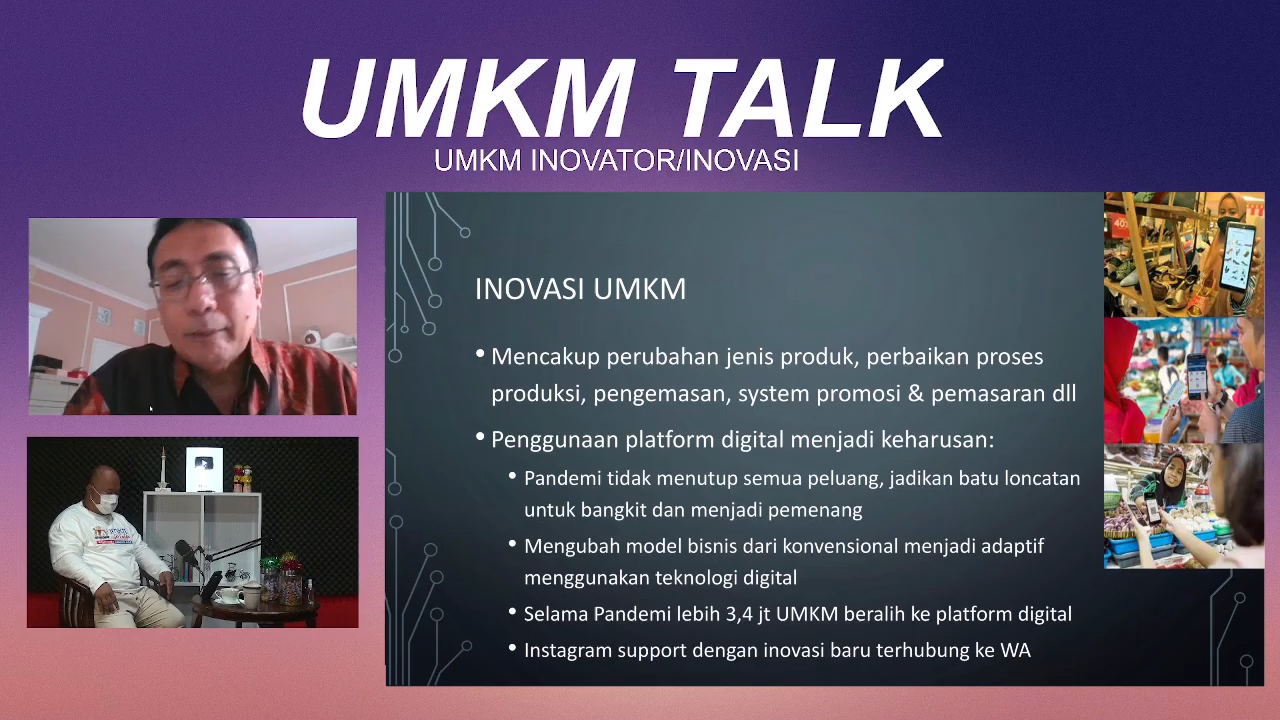 UMKM TALK
UMKM INOVATOR/INOVASI
INOVASI UMKM
• Mencakup perubahan jenis produk, perbaikan proses
produksi, pengemasan, system promosi & pemasaran dll
• Penggunaan platform digital menjadi keharusan:
• Pandemi tidak menutup semua peluang, jadikan batu loncatan
untuk bangkit dan menjadi pemenang
• Mengubah model bisnis dari konvensional menjadi adaptif
menggunakan teknologi digital
• Selama Pandemi lebih 3,4 jt UMKM beralih ke platform digital
• Instagram support dengan inovasi baru terhubung ke WA